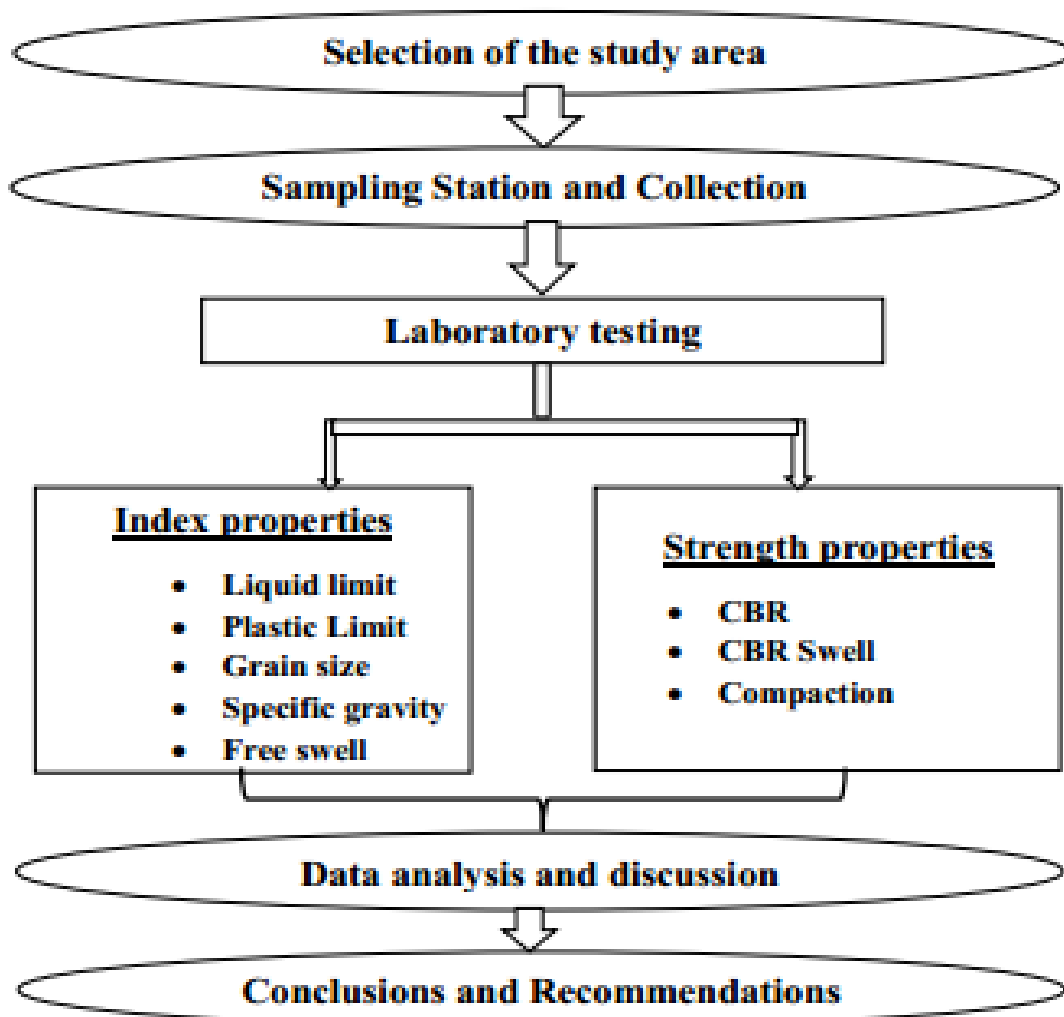 Selection of the study area
Sampling Station and Collection
Laboratory testing
Index properties
• Liquid limit
• Plastic Limit
• Grain size
• Specific gravity
• Free swell
Strength properties
• CBR
• CBR Swell
• Compaction
Data analysis and discussion
Conclusions and Recommendations